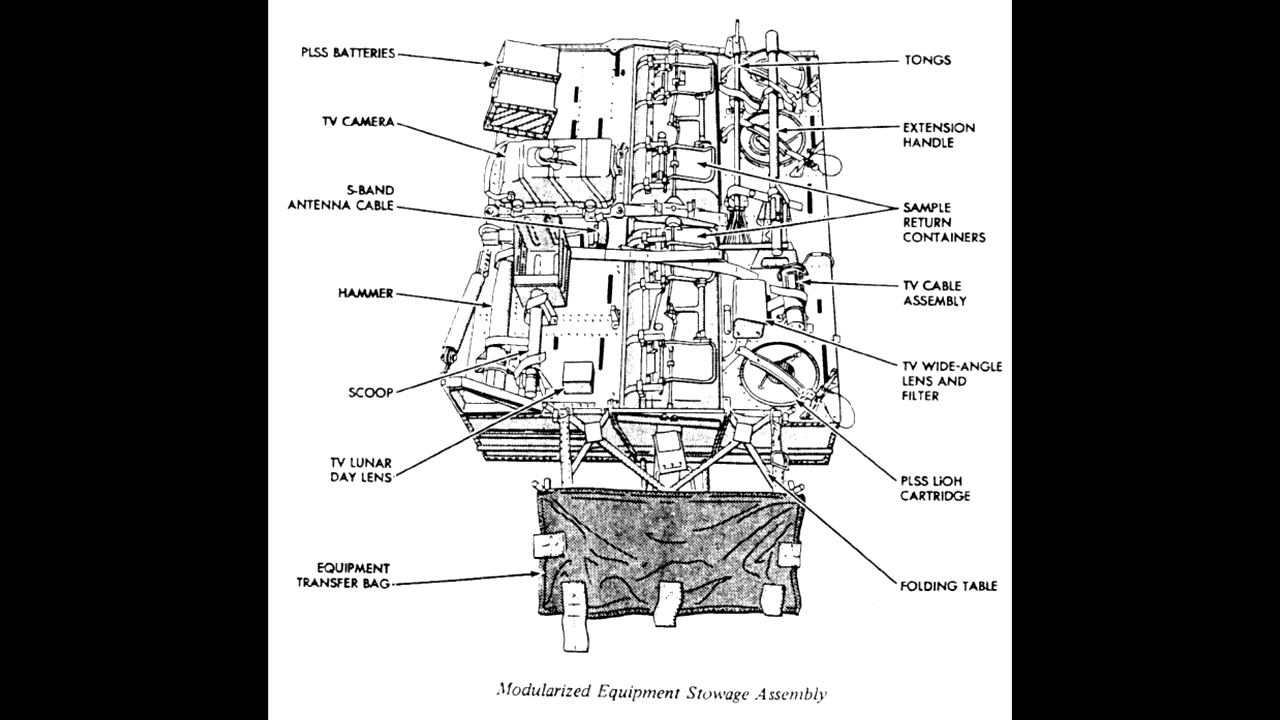 PLSS BATTERIES
TV CAMERA
S-BAND
ANTENNA CABLE
HAMMER
SCOOP
TV LUNAR
DAY LENS
EQUIPMENT
TRANSFER BAG
TONGS
EXTENSION
HANDLE
SAMPLE
RETURN
CONTAINERS
TV CABLE
ASSEMBLY
TV WIDE-ANGLE
LENS AND
FILTER
PLSS LiOH
CARTRIDGE
FOLDING TABLE
Modularized Equipment Stowage Assembly